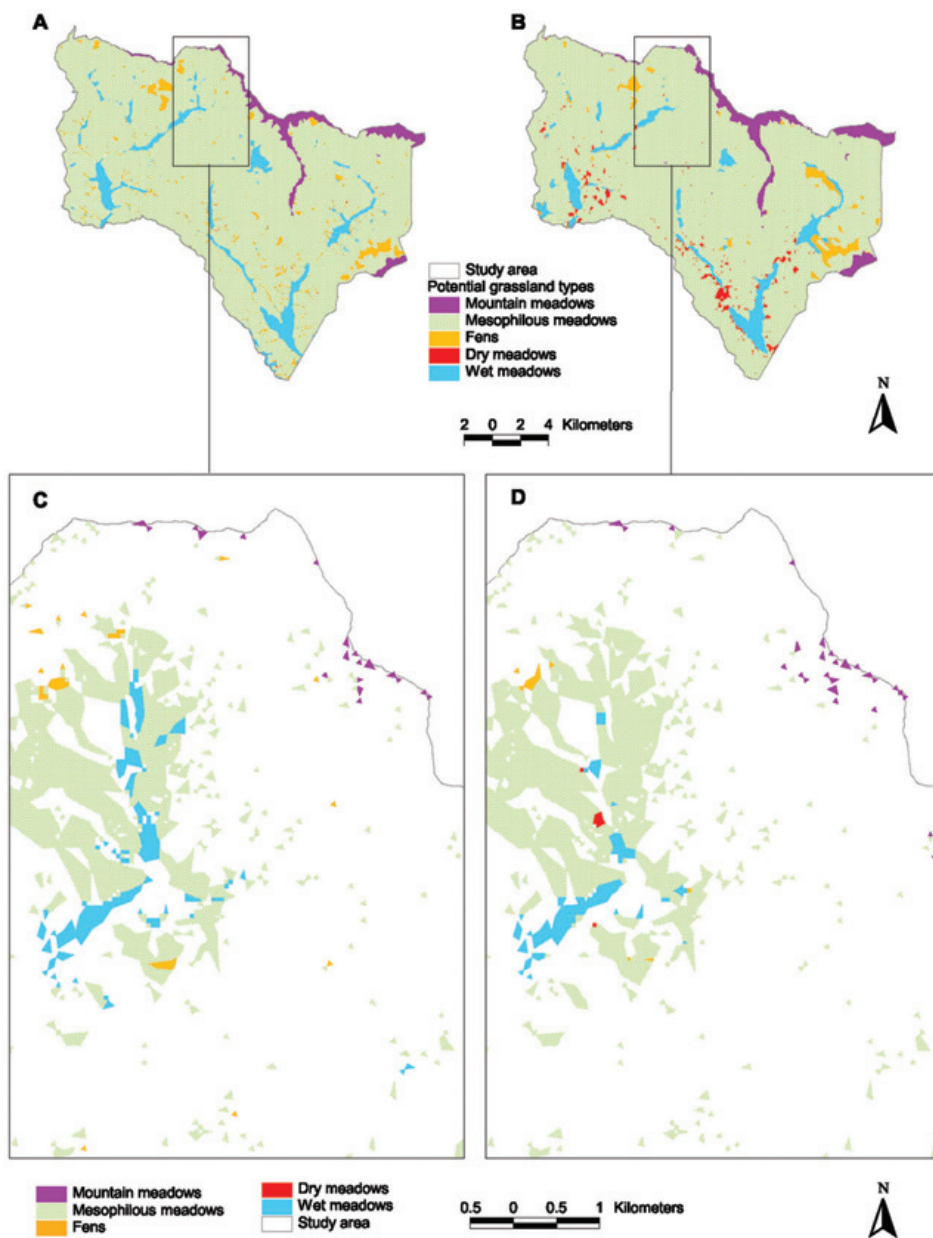 A
B
Study area
Potential grassland types
Mountain meadows
Mesophilous meadows
Fens
Dry meadows
Wet meadows
2 0 2 4 Kilometers
N
C
D
Mountain meadows
Mesophilous meadows
Fens
Dry meadows
Wet meadows
Study area
0.5 0 0.5 1 Kilometers
N